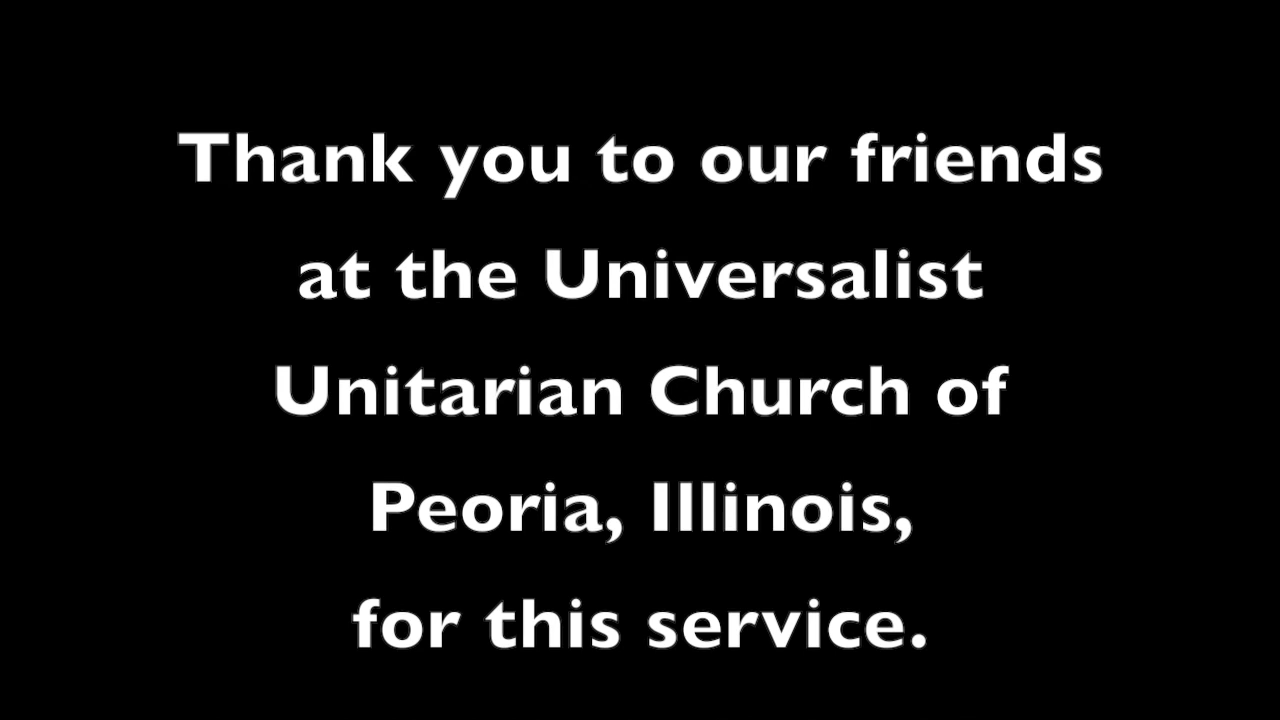 Thank you to our friends
at the Universalist
Unitarian Church of
Peoria, Illinois,
for this service.